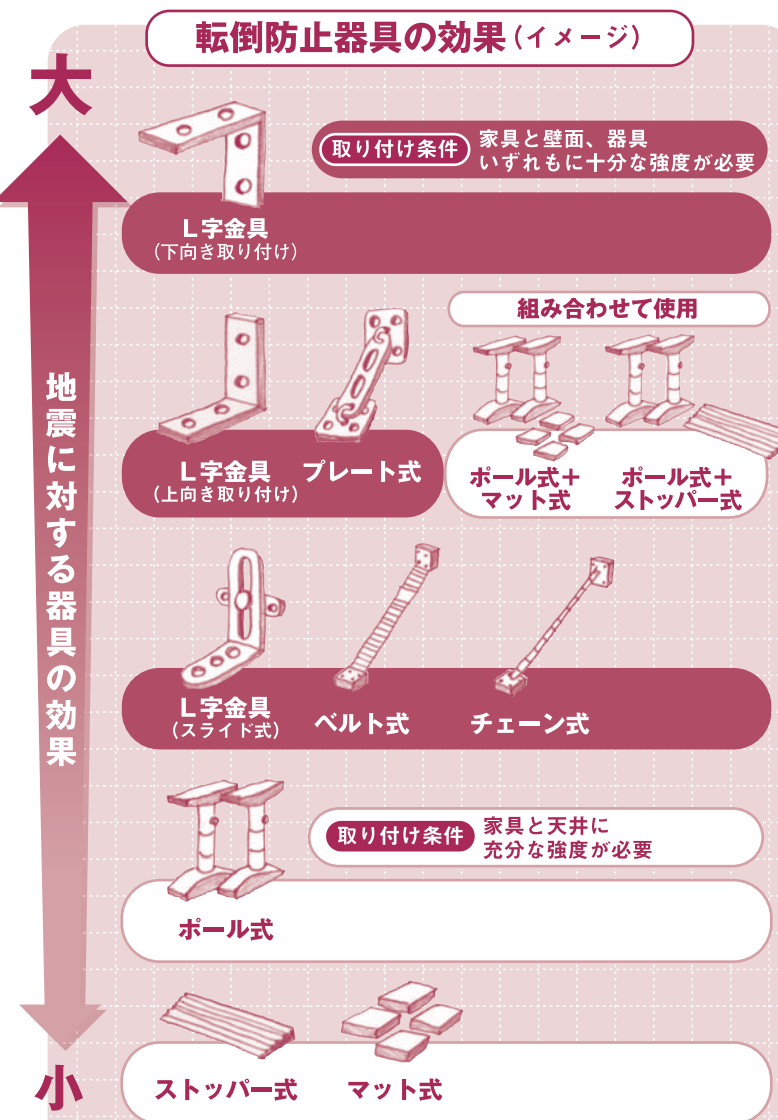 転倒防止器具の効果(イメージ)
大
地震に対する器具の効果
小
取り付け条件
家具と壁面、器具
いずれもに十分な強度が必要
L字金具
(下向き取り付け)
組み合わせて使用
L字金具
(上向き取り付け)
プレート式
ポール式+
マット式
ポール式+
ストッパー式
L字金具
(スライド式)
ベルト式
チェーン式
取り付け条件
家具と天井に
充分な強度が必要
ポール式
ストッパー式
マット式